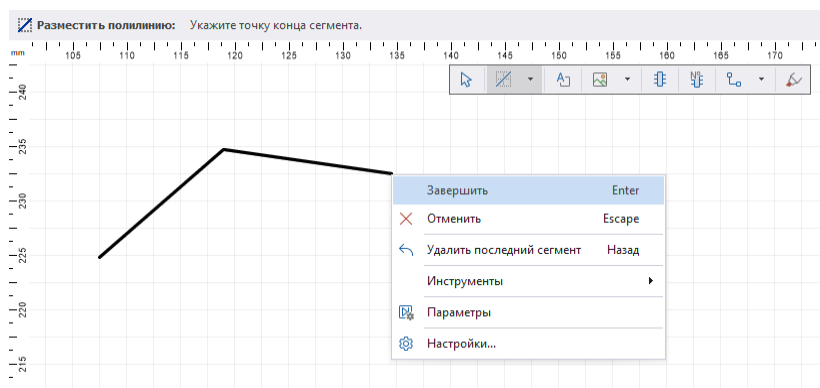 Разместить полилинию: Укажите точку конца сегмента.
mm 105 110 115 120 125 130 135 140 145 150 155 160 165 170
240
235
230
225
220
215
Завершить Enter
Отменить Escape
Удалить последний сегмент Назад
Инструменты
Параметры
Настройки...